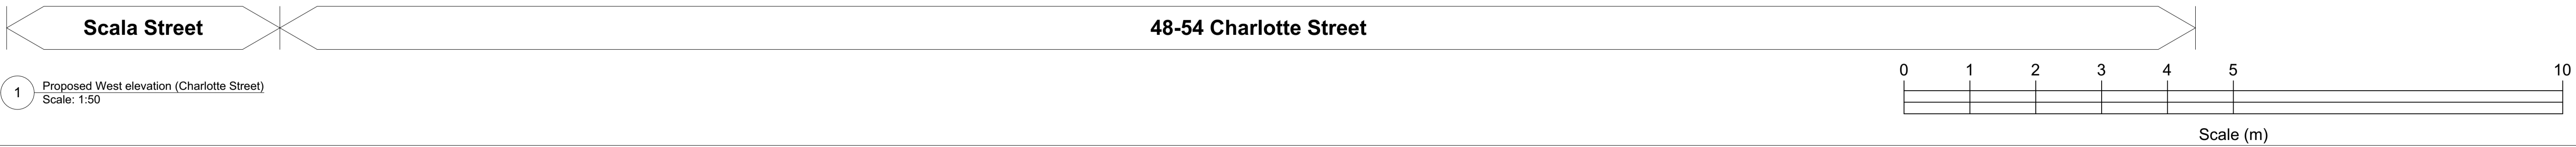 Scala Street
48-54 Charlotte Street
1
Proposed West elevation (Charlotte Street)
Scale: 1:50
0 1 2 3 4 5 10
Scale (m)